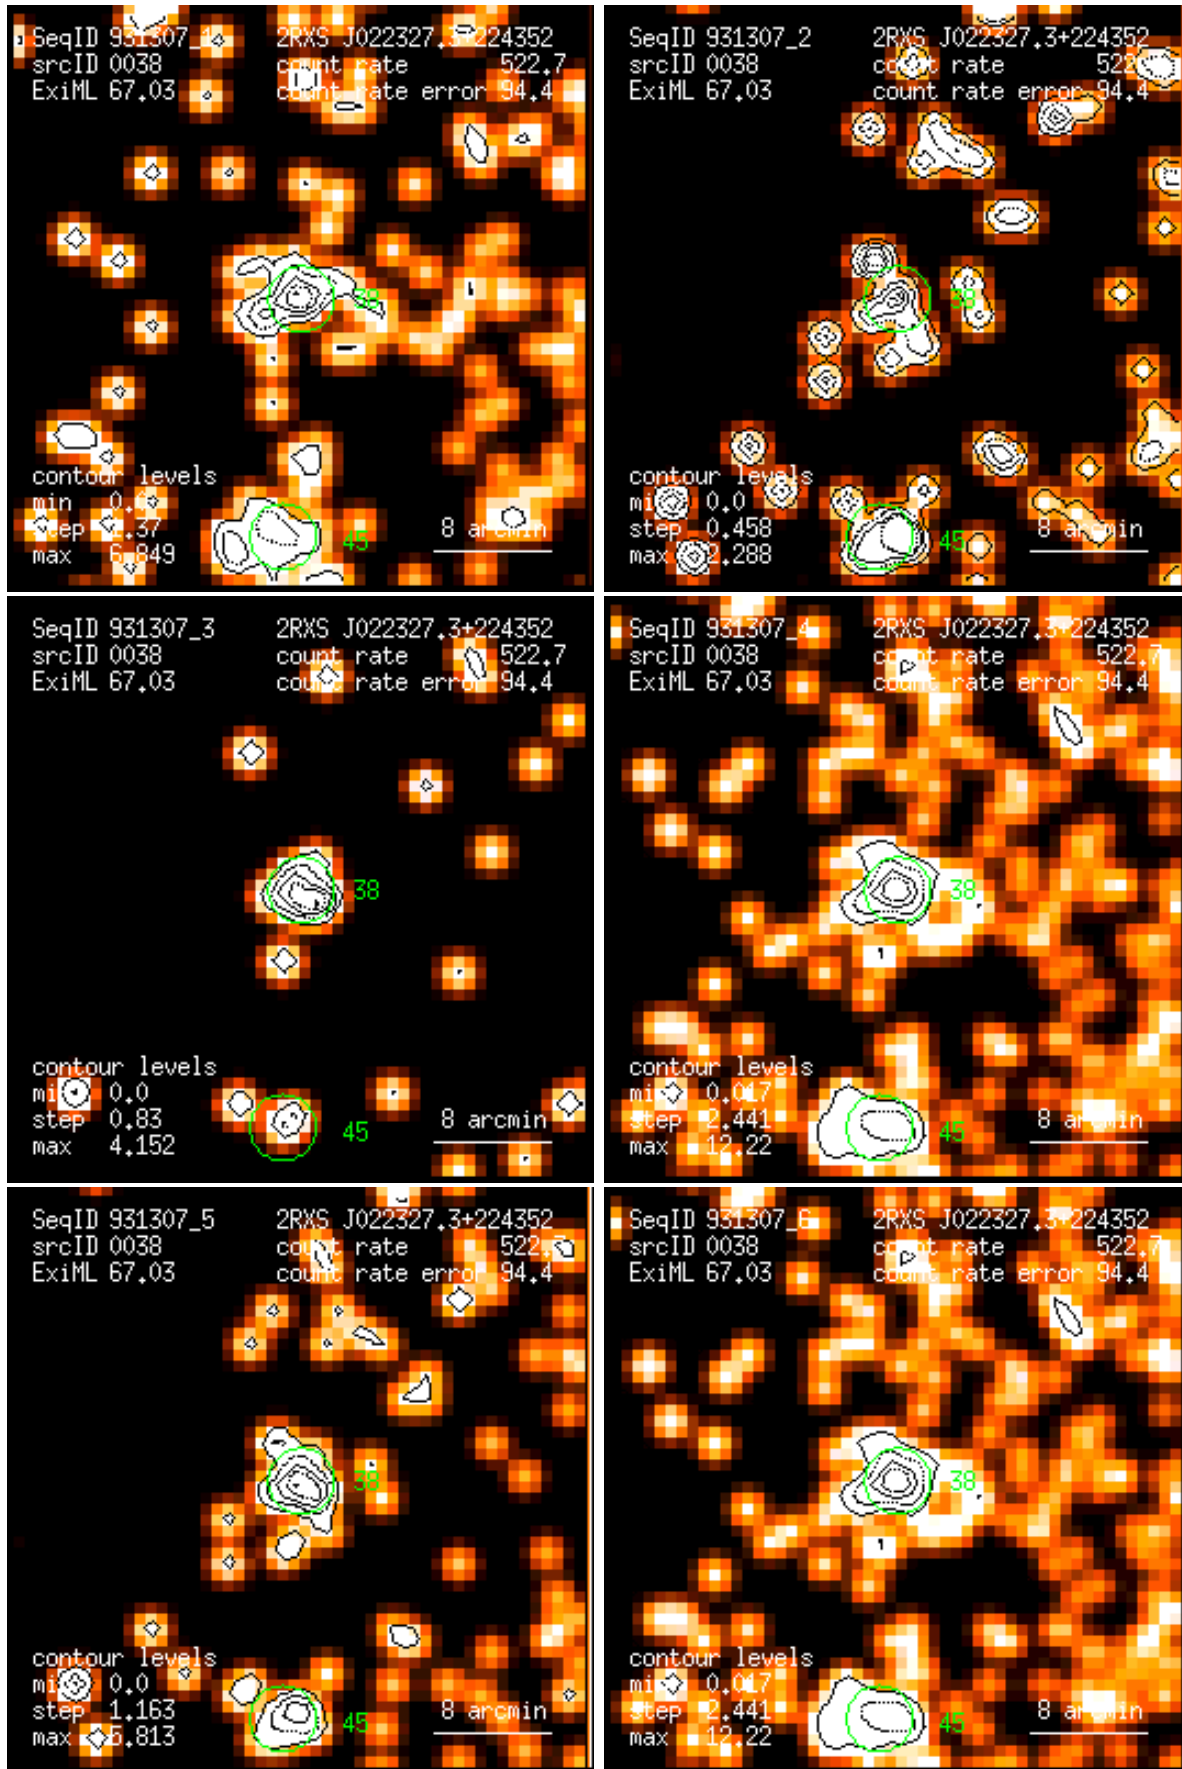 SeqID 931307_1 2RXS J022327.3+224352
srcID 0038 count rate 522.7
ExiML 67.03 count rate error 94.4
38
contour levels
min
step 1.37 8 arcmin
max 6.849 45
SeqID 931307_2 2RXS J022327.3+224352
srcID 0038 count rate
ExiML 67.03 count rate error 94.4
38
contour levels
min 0.0
step 0.458 8 arcmin
max 2.288 45
SeqID 931307_3 2RXS J022327.3+224352
srcID 0038 count rate 522.7
ExiML 67.03 count rate error 94.4
38
contour levels
min 0.0
step 0.83 8 arcmin
max 4.152 45
SeqID 931307_4 2RXS J022327.3+224352
srcID 0038 count rate 522.7
ExiML 67.03 count rate error 94.4
38
contour levels
min 0.017
step 2.441 8 arcmin
max 12.22 45
SeqID 931307_5 2RXS J022327.3+224352
srcID 0038 count rate 522.7
ExiML 67.03 count rate error 94.4
38
contour levels
min 0.0
step 1.163 8 arcmin
max 5.813 45
SeqID 931307_6 2RXS J022327.3+224352
srcID 0038 count rate 522.7
ExiML 67.03 count rate error 94.4
38
contour levels
min 0.017
step 2.441 8 arcmin
max 12.22 45